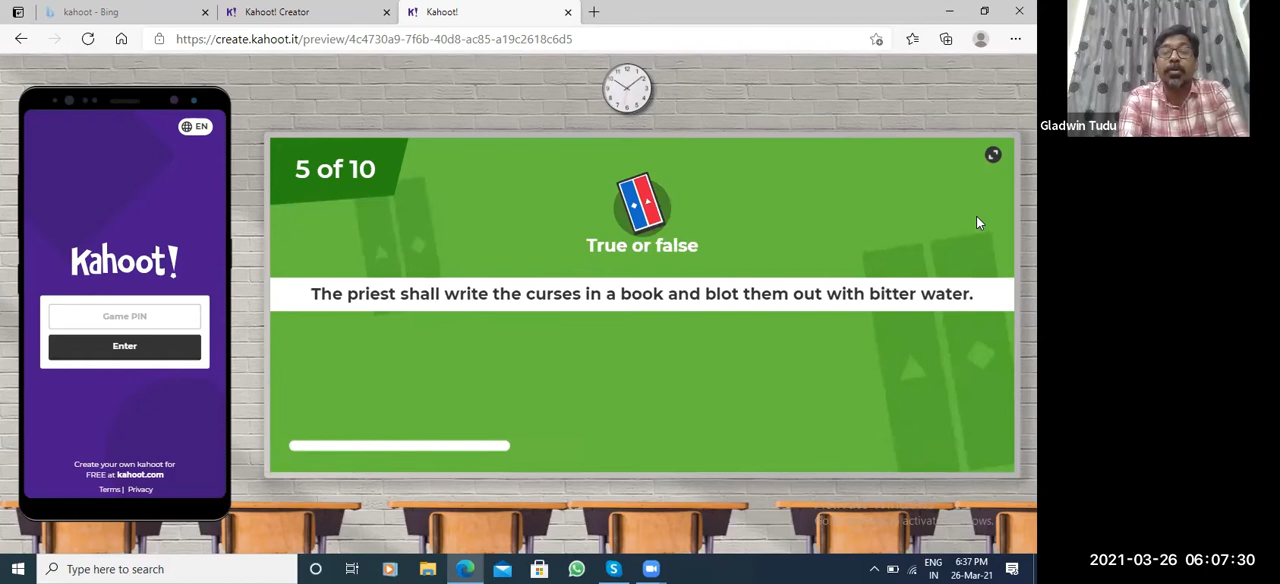 kahoot - Bing
K! Kahoot! Creator
K! Kahoot!
https://create.kahoot.it/preview/4c4730a9-7f6b-40d8-ac85-a19c2618c6d5
EN
Kahoot!
Game PIN
Enter
Create your own kahoot for
FREE at kahoot.com
Terms | Privacy
5 of 10
True or false
The priest shall write the curses in a book and blot them out with bitter water.
Gladwin Tudu
Type here to search
ENG
IN
6:37 PM
26-Mar-21
2021-03-26 06:07:30